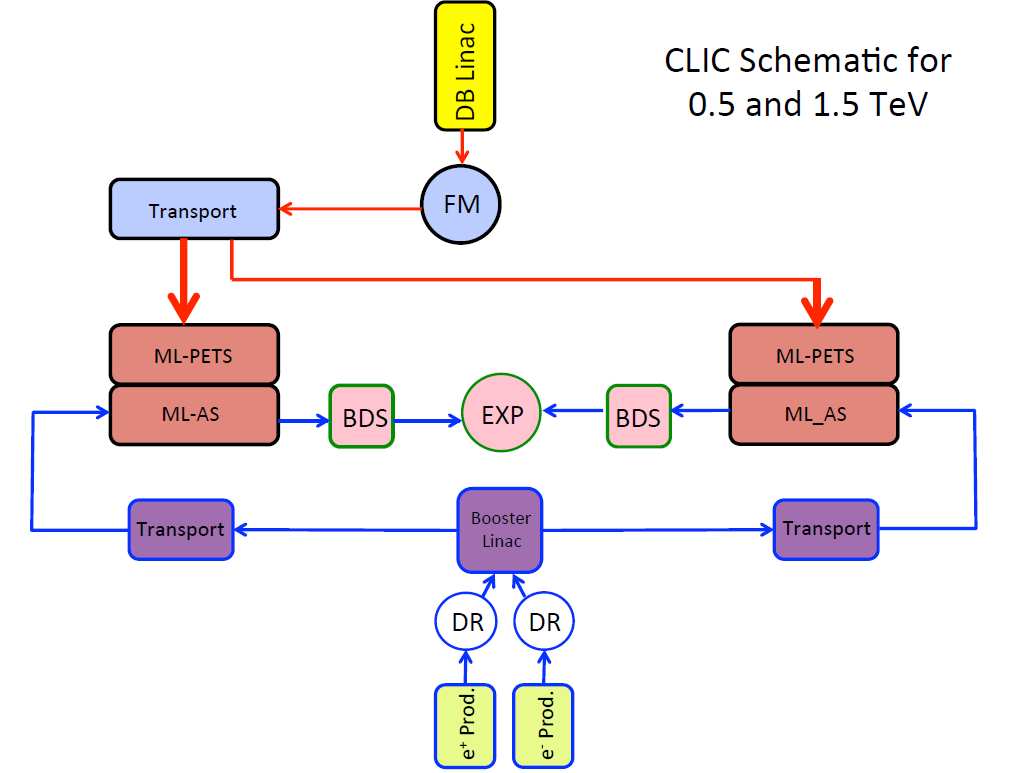 DB Linac
CLIC Schematic for
0.5 and 1.5 TeV
FM
Transport
ML-PETS
ML-AS
BDS
EXP
BDS
ML-PETS
ML_AS
Transport
Booster
Linac
Transport
DR
DR
e⁺ Prod.
e⁻ Prod.